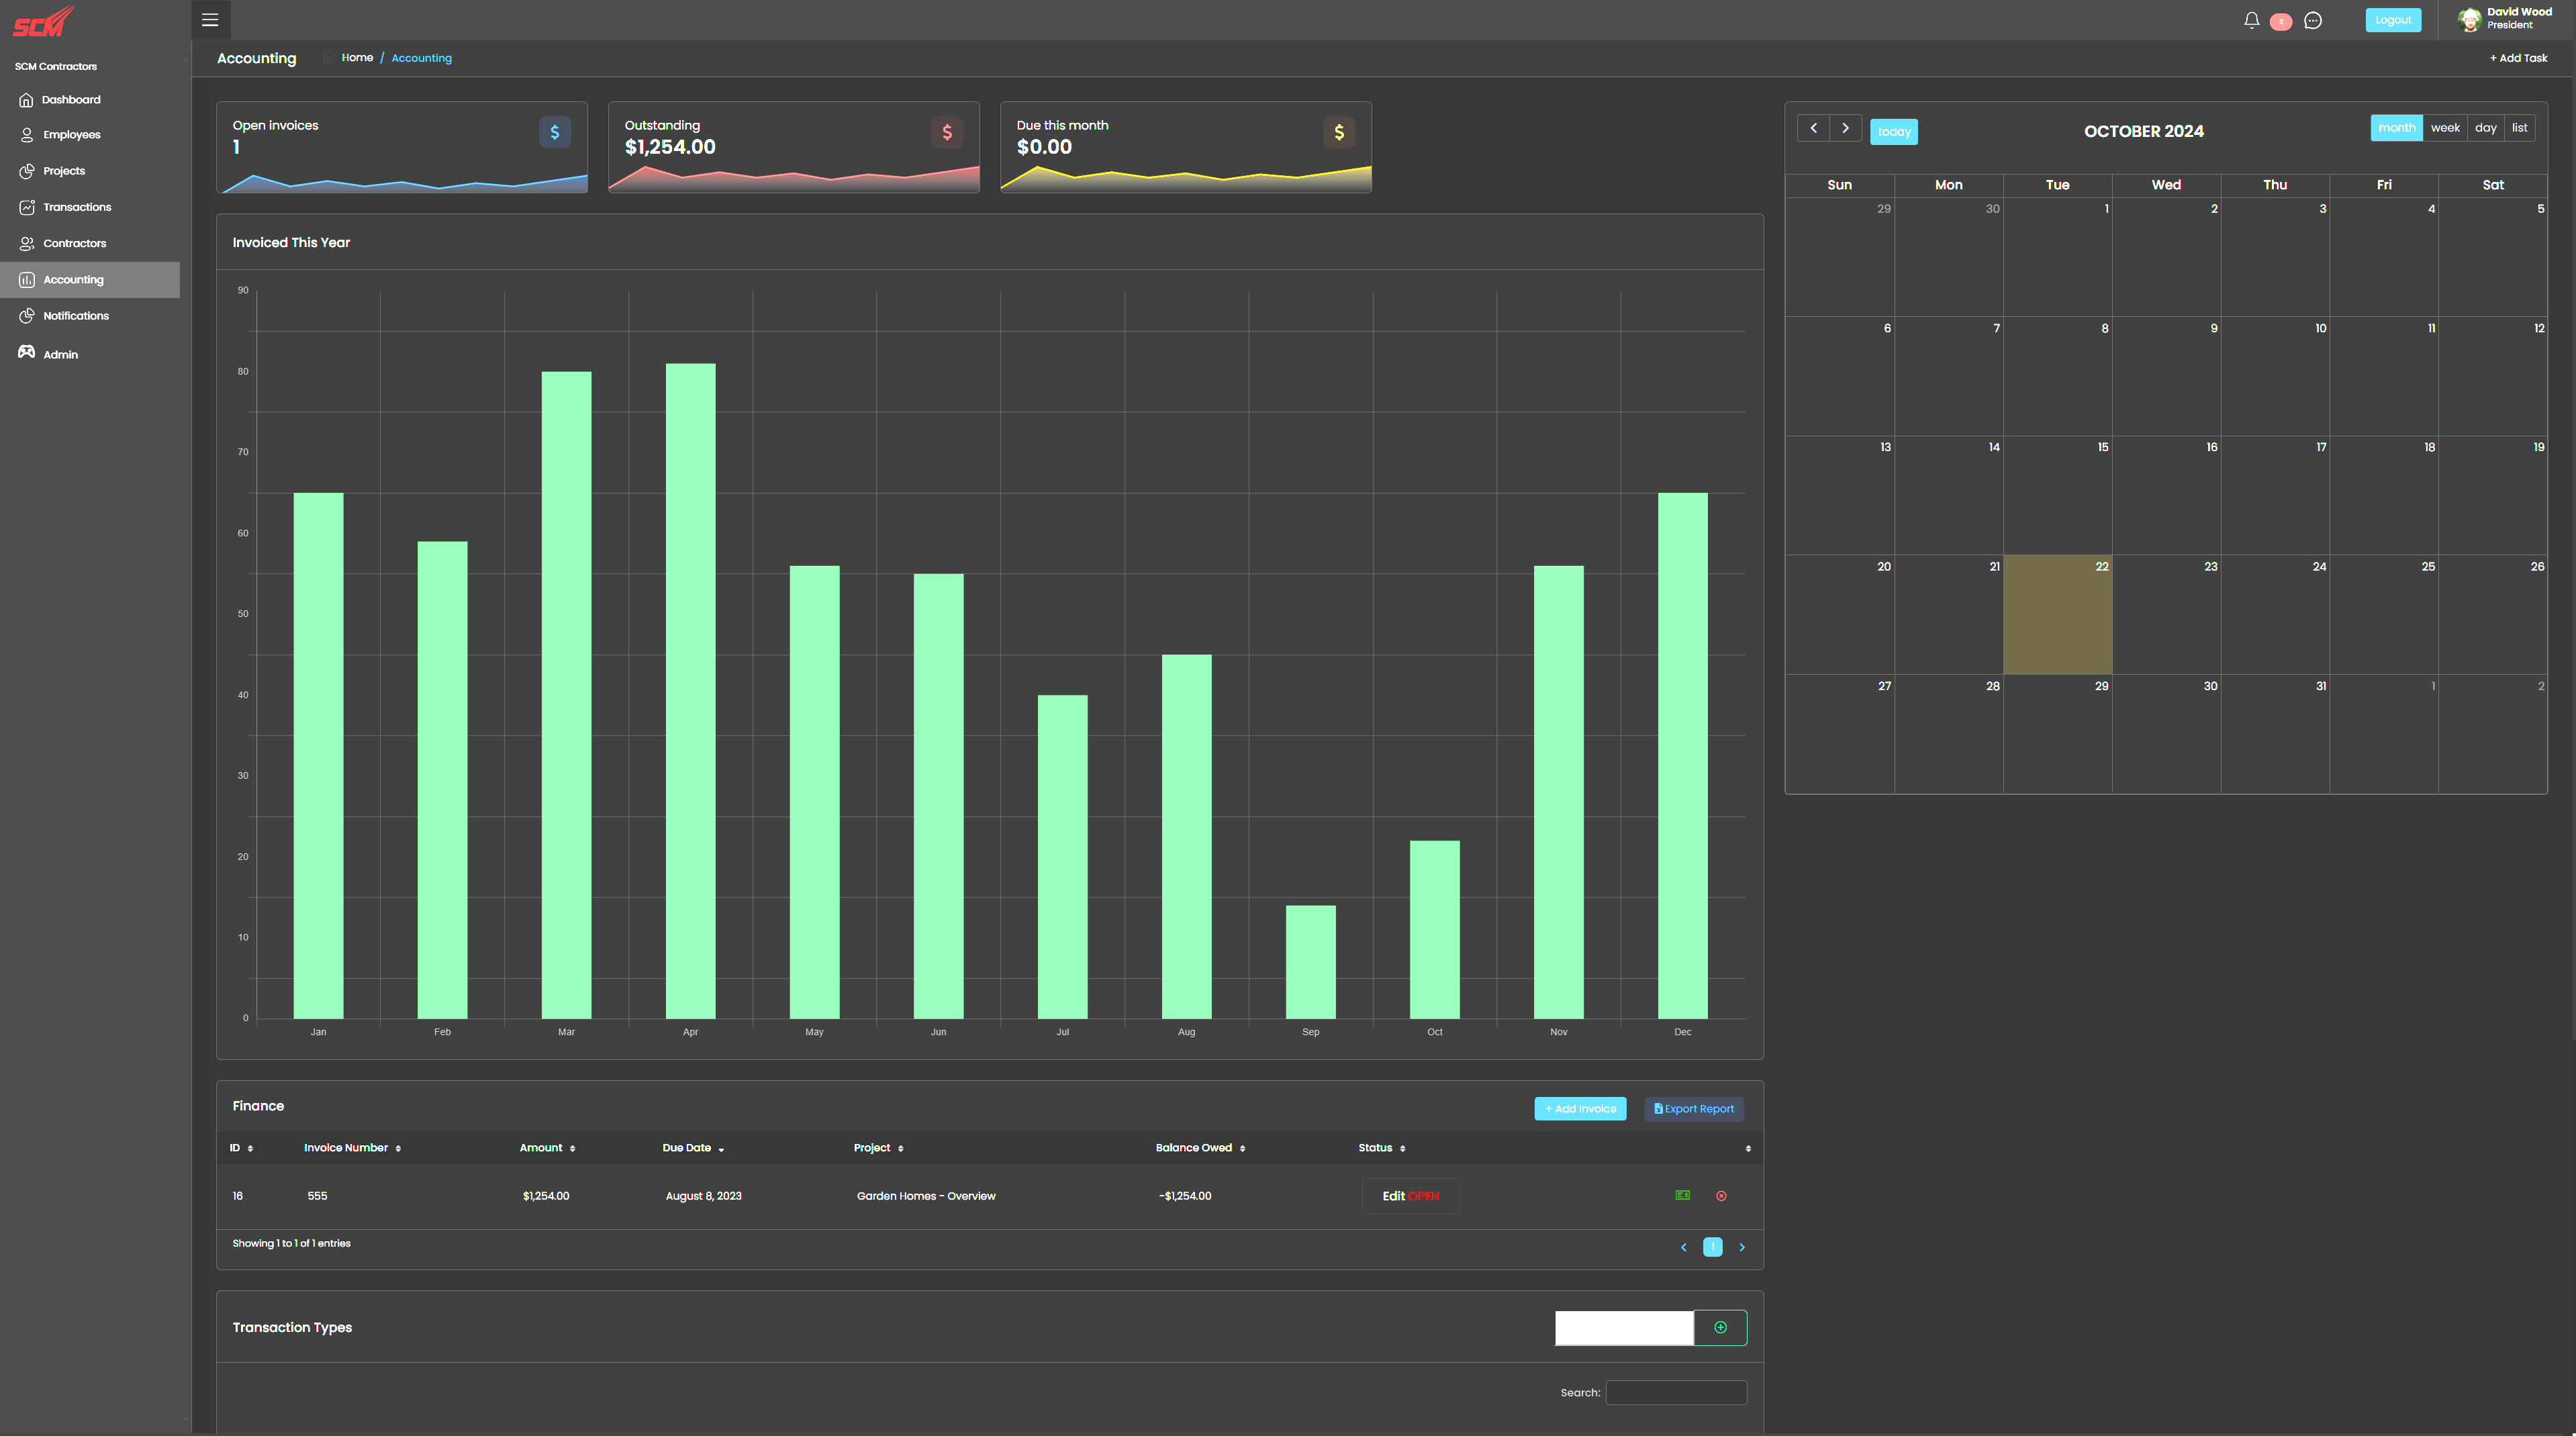 SCM
David Wood
2
Logout
President
SCM Contractors
Accounting
Home / Accounting
+ Add Task
Dashboard
Employees
Projects
Transactions
Contractors
Accounting
Notifications
Admin
Open invoices
1
$
Outstanding
$1,254.00
$
Due this month
$0.00
$
Invoiced This Year
90
80
70
60
50
40
30
20
10
0
Jan Feb Mar Apr May Jun Jul Aug Sep Oct Nov Dec
today
OCTOBER 2024
month week day list
Sun Mon Tue Wed Thu Fri Sat
29 30 1 2 3 4 5
6 7 8 9 10 11 12
13 14 15 16 17 18 19
20 21 22 23 24 25 26
27 28 29 30 31 1 2
Finance
+ Add Invoice
Export Report
ID Invoice Number Amount Due Date Project Balance Owed Status
16 555 $1,254.00 August 8, 2023 Garden Homes - Overview -$1,254.00 Edit OPEN
Showing 1 to 1 of 1 entries
1
Transaction Types
Search: